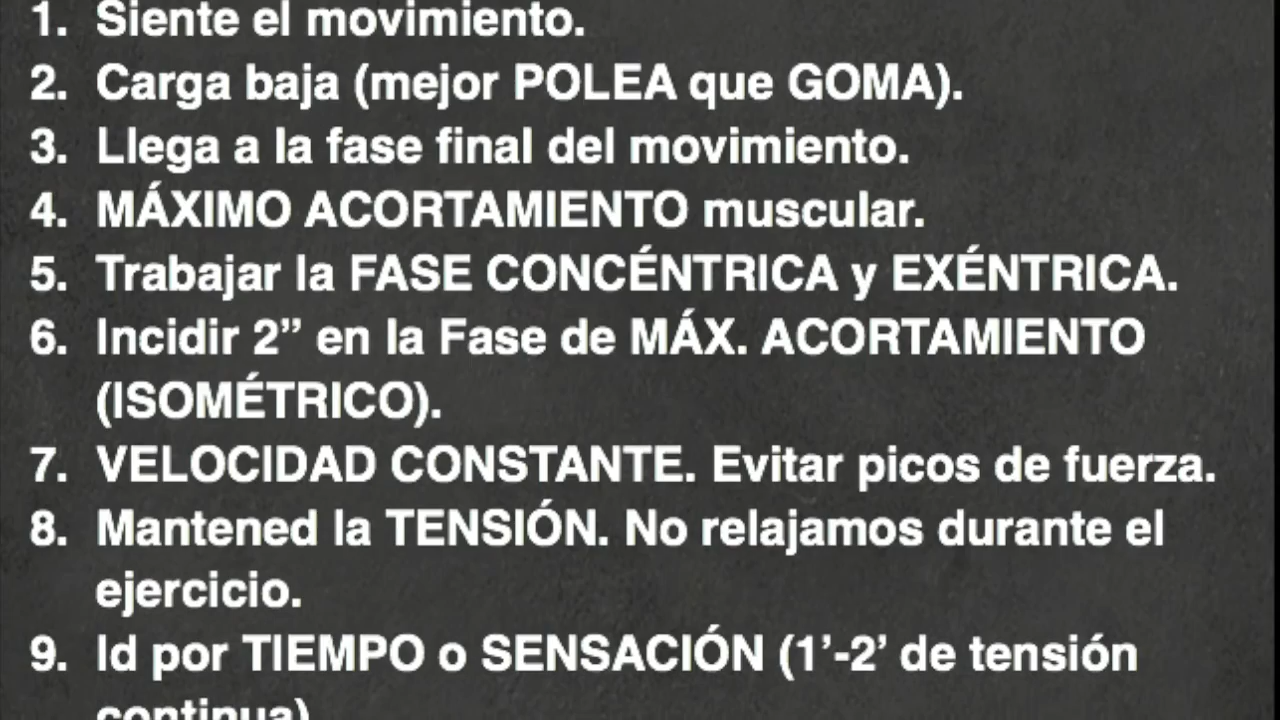 1. Siente el movimiento.
2. Carga baja (mejor POLEA que GOMA).
3. Llega a la fase final del movimiento.
4. MÁXIMO ACORTAMIENTO muscular.
5. Trabajar la FASE CONCÉNTRICA y EXÉNTRICA.
6. Incidir 2” en la Fase de MÁX. ACORTAMIENTO
(ISOMÉTRICO).
7. VELOCIDAD CONSTANTE. Evitar picos de fuerza.
8. Mantened la TENSIÓN. No relajamos durante el
ejercicio.
9. Id por TIEMPO o SENSACIÓN (1’-2’ de tensión
continua)